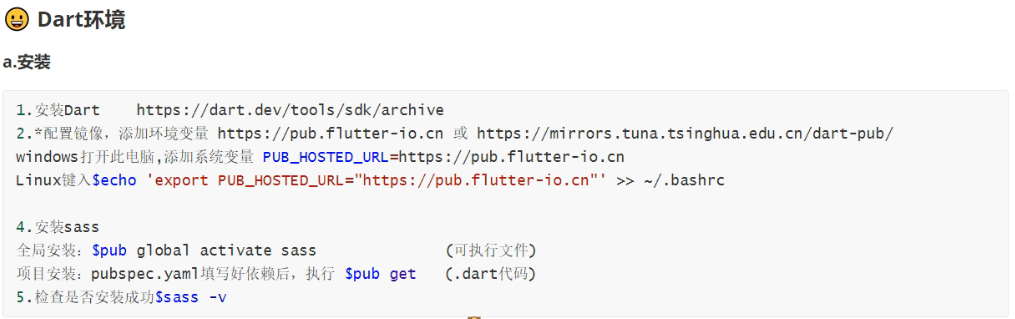 😀 Dart环境
a.安装
1.安装Dart    https://dart.dev/tools/sdk/archive
2.*配置镜像，添加环境变量 https://pub.flutter-io.cn 或 https://mirrors.tuna.tsinghua.edu.cn/dart-pub/
windows打开此电脑,添加系统变量 PUB_HOSTED_URL=https://pub.flutter-io.cn
Linux键入$echo 'export PUB_HOSTED_URL="https://pub.flutter-io.cn"' >> ~/.bashrc
4.安装sass
全局安装：$pub global activate sass              (可执行文件)
项目安装：pubspec.yaml填写好依赖后，执行 $pub get   (.dart代码)
5.检查是否安装成功$sass -v